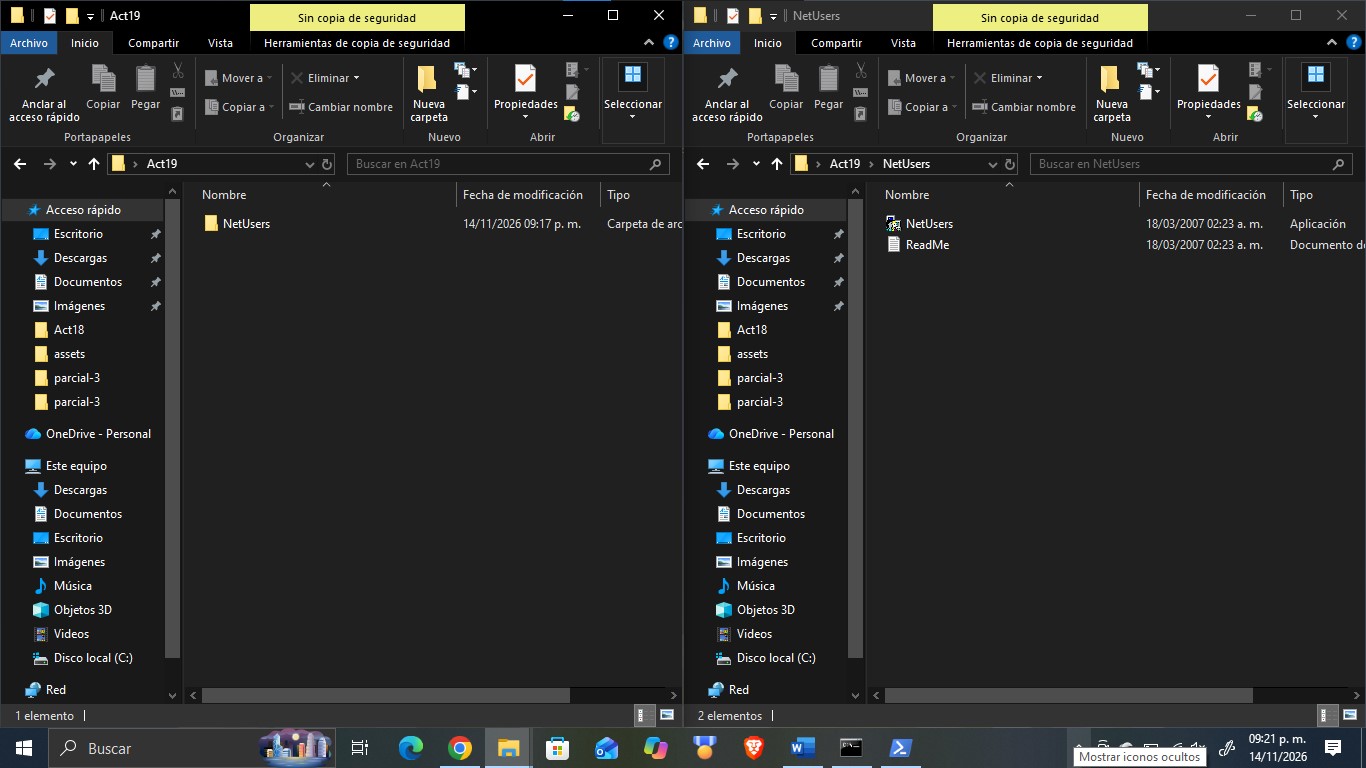 Act19
Sin copia de seguridad
Archivo
Inicio
Compartir
Vista
Herramientas de copia de seguridad
Anclar al
acceso rápido
Copiar
Pegar
Mover a
Copiar a
Eliminar
Cambiar nombre
Nueva
carpeta
Propiedades
Seleccionar
Portapapeles
Organizar
Nuevo
Abrir
Act19
Buscar en Act19
Nombre
Fecha de modificación
Tipo
NetUsers
14/11/2026 09:17 p. m.
Carpeta de arc
Acceso rápido
Escritorio
Descargas
Documentos
Imágenes
Act18
assets
parcial-3
parcial-3
OneDrive - Personal
Este equipo
Descargas
Documentos
Escritorio
Imágenes
Música
Objetos 3D
Videos
Disco local (C:)
Red
1 elemento
NetUsers
Sin copia de seguridad
Archivo
Inicio
Compartir
Vista
Herramientas de copia de seguridad
Anclar al
acceso rápido
Copiar
Pegar
Mover a
Copiar a
Eliminar
Cambiar nombre
Nueva
carpeta
Propiedades
Seleccionar
Portapapeles
Organizar
Nuevo
Abrir
Act19 > NetUsers
Buscar en NetUsers
Nombre
Fecha de modificación
Tipo
NetUsers
18/03/2007 02:23 a. m.
Aplicación
ReadMe
18/03/2007 02:23 a. m.
Documento de
Acceso rápido
Escritorio
Descargas
Documentos
Imágenes
Act18
assets
parcial-3
parcial-3
OneDrive - Personal
Este equipo
Descargas
Documentos
Escritorio
Imágenes
Música
Objetos 3D
Videos
Disco local (C:)
Red
2 elementos
Buscar
Mostrar iconos ocultos
09:21 p. m.
14/11/2026